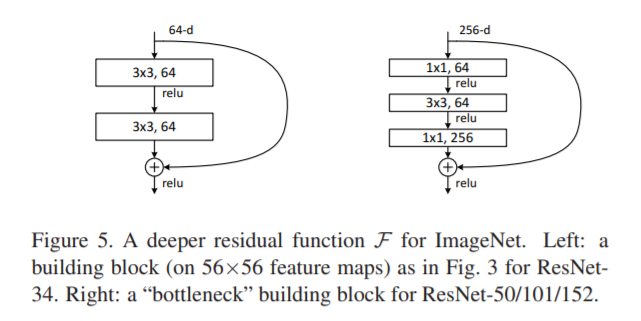 64-d
3x3, 64
relu
3x3, 64
+
relu
256-d
1x1, 64
relu
3x3, 64
relu
1x1, 256
+
relu
Figure 5. A deeper residual function F for ImageNet. Left: a
building block (on 56×56 feature maps) as in Fig. 3 for ResNet-
34. Right: a “bottleneck” building block for ResNet-50/101/152.